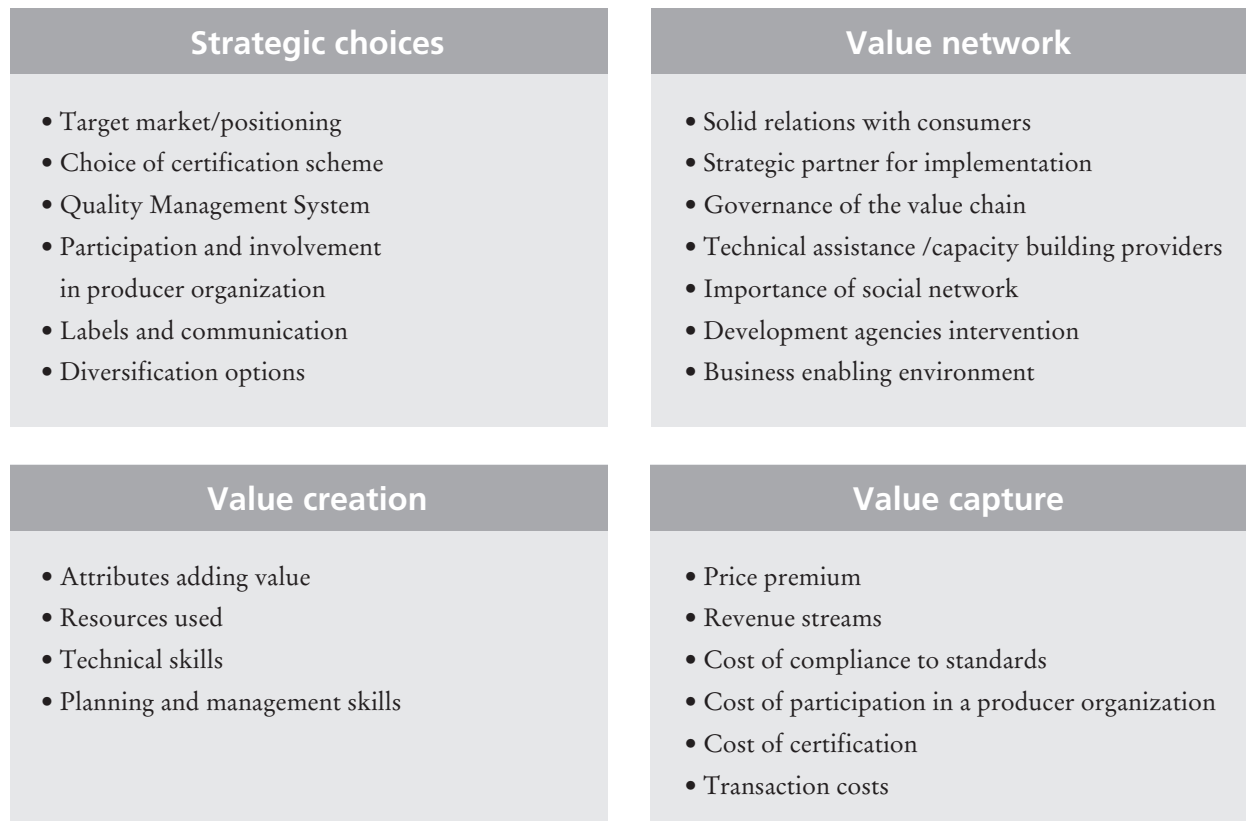 Strategic choices
• Target market/positioning
• Choice of certification scheme
• Quality Management System
• Participation and involvement
in producer organization
• Labels and communication
• Diversification options
Value network
• Solid relations with consumers
• Strategic partner for implementation
• Governance of the value chain
• Technical assistance /capacity building providers
• Importance of social network
• Development agencies intervention
• Business enabling environment
Value creation
• Attributes adding value
• Resources used
• Technical skills
• Planning and management skills
Value capture
• Price premium
• Revenue streams
• Cost of compliance to standards
• Cost of participation in a producer organization
• Cost of certification
• Transaction costs